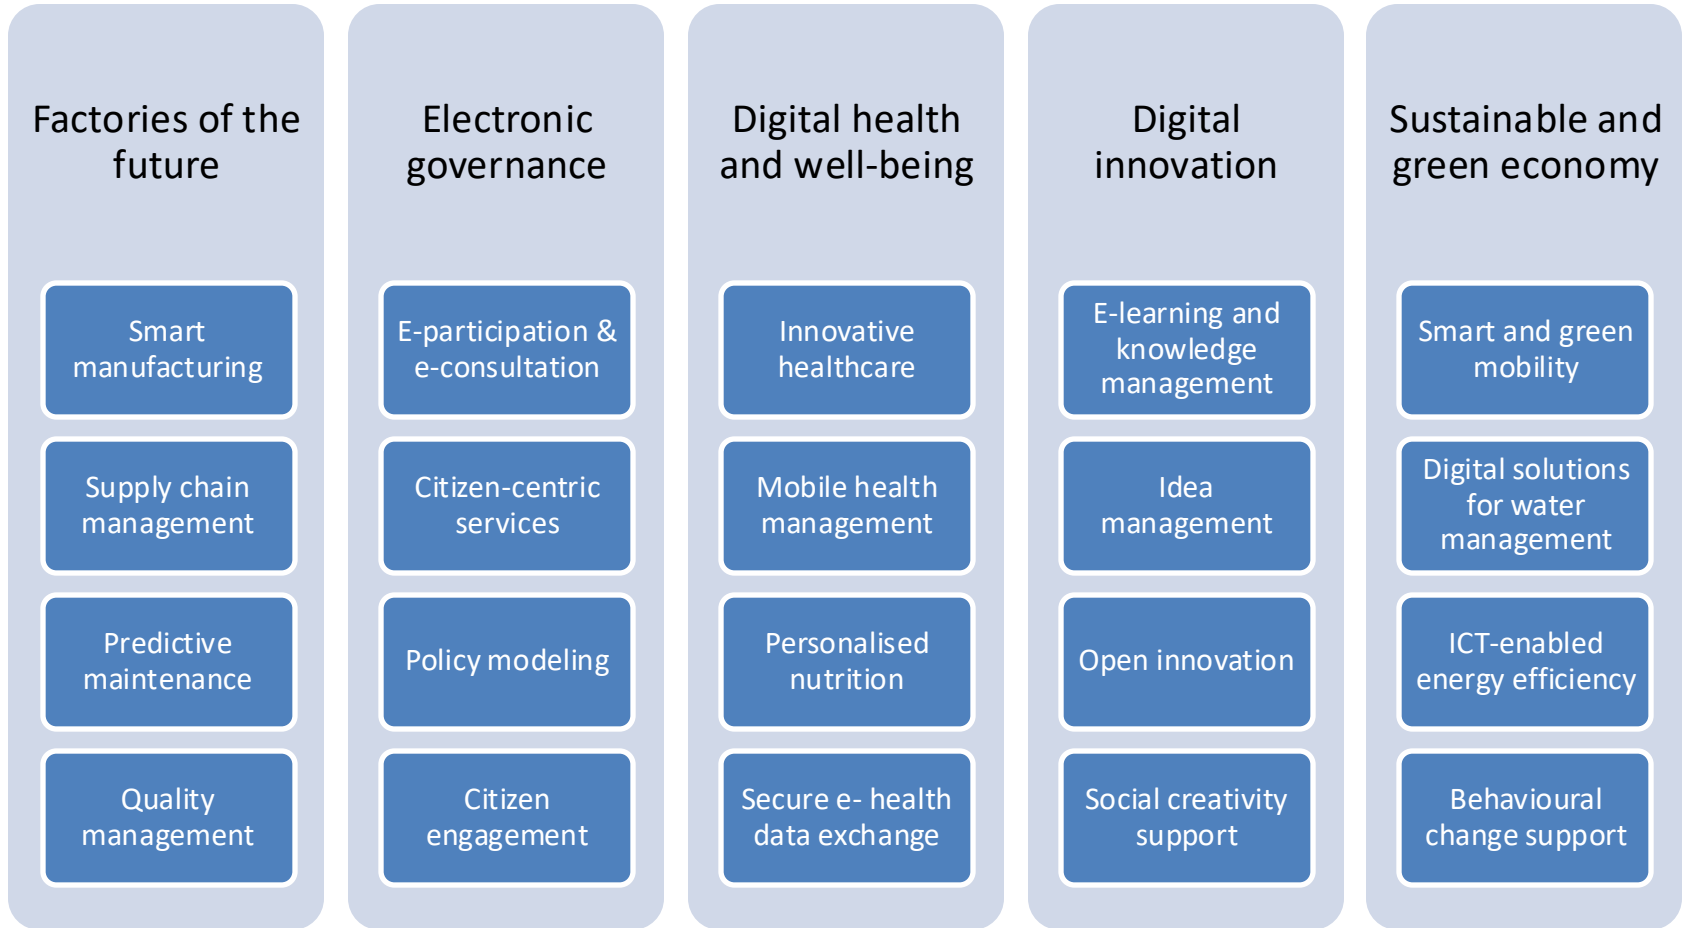 Factories of the
future
Smart
manufacturing
Supply chain
management
Predictive
maintenance
Quality
management
Electronic
governance
E-participation &
e-consultation
Citizen-centric
services
Policy modeling
Citizen
engagement
Digital health
and well-being
Innovative
healthcare
Mobile health
management
Personalised
nutrition
Secure e- health
data exchange
Digital
innovation
E-learning and
knowledge
management
Idea
management
Open innovation
Social creativity
support
Sustainable and
green economy
Smart and green
mobility
Digital solutions
for water
management
ICT-enabled
energy efficiency
Behavioural
change support